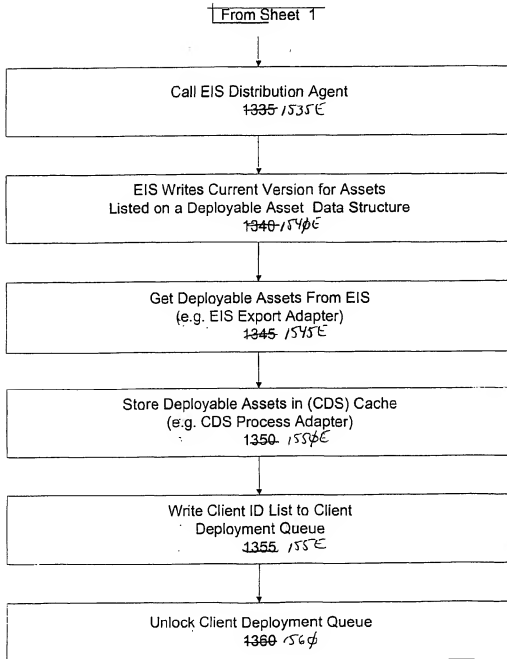 From Sheet 1
Call EIS Distribution Agent
1335 1535E
EIS Writes Current Version for Assets
Listed on a Deployable Asset Data Structure
1340 154φE
Get Deployable Assets From EIS
(e.g. EIS Export Adapter)
1345 1545E
Store Deployable Assets in (CDS) Cache
(e.g. CDS Process Adapter)
1350 155φE
Write Client ID List to Client
Deployment Queue
1355 155E
Unlock Client Deployment Queue
1360 156φ